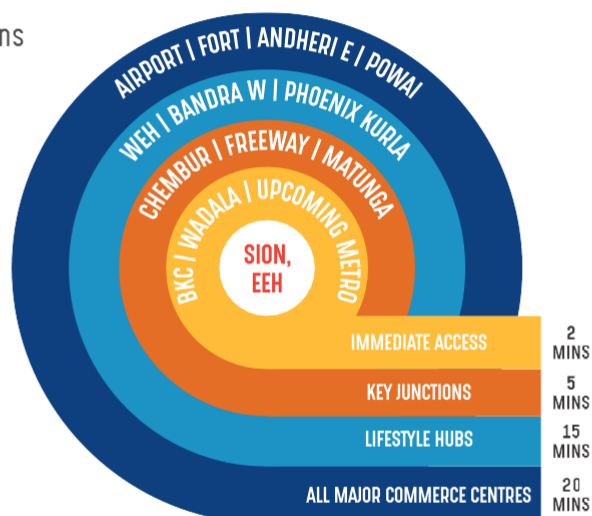 ns
AIRPORT | FORT | ANDHERI E | POWAI
WEH | BANDRA W | PHOENIX KURLA
CHEMBUR | FREEWAY | MATUNGA
BKC | WADALA | UPCOMING METRO
SION,
EEH
IMMEDIATE ACCESS
2
MINS
KEY JUNCTIONS
5
MINS
LIFESTYLE HUBS
15
MINS
ALL MAJOR COMMERCE CENTRES
20
MINS